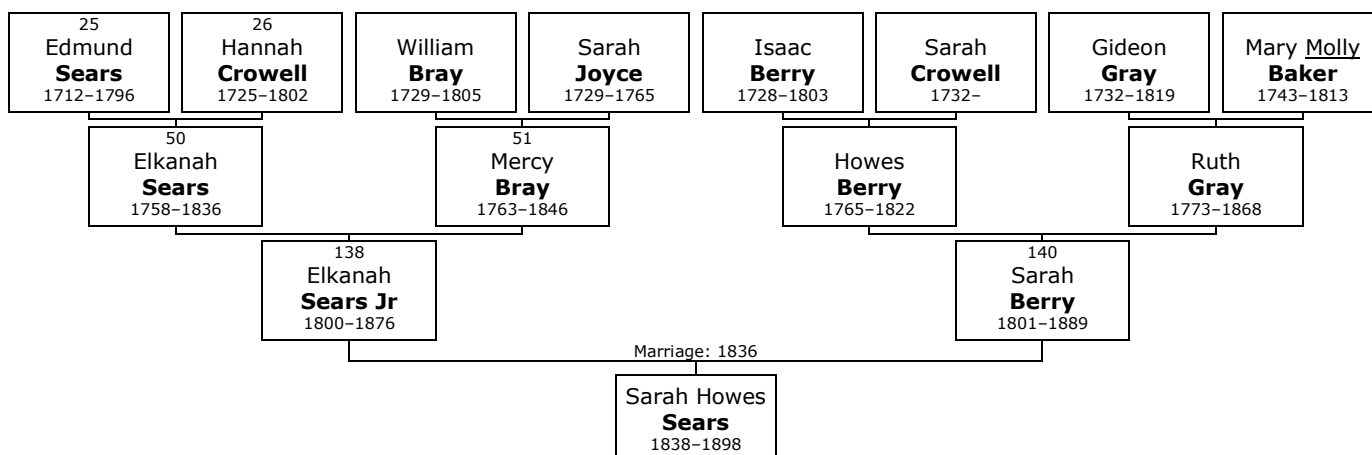 25
Edmund
Sears
1712–1796
26
Hannah
Crowell
1725–1802
William
Bray
1729–1805
Sarah
Joyce
1729–1765
Isaac
Berry
1728–1803
Sarah
Crowell
1732–
Gideon
Gray
1732–1819
Mary Molly
Baker
1743–1813
50
Elkanah
Sears
1758–1836
51
Mercy
Bray
1763–1846
Howes
Berry
1765–1822
Ruth
Gray
1773–1868
138
Elkanah
Sears Jr
1800–1876
140
Sarah
Berry
1801–1889
Marriage: 1836
Sarah Howes
Sears
1838–1898